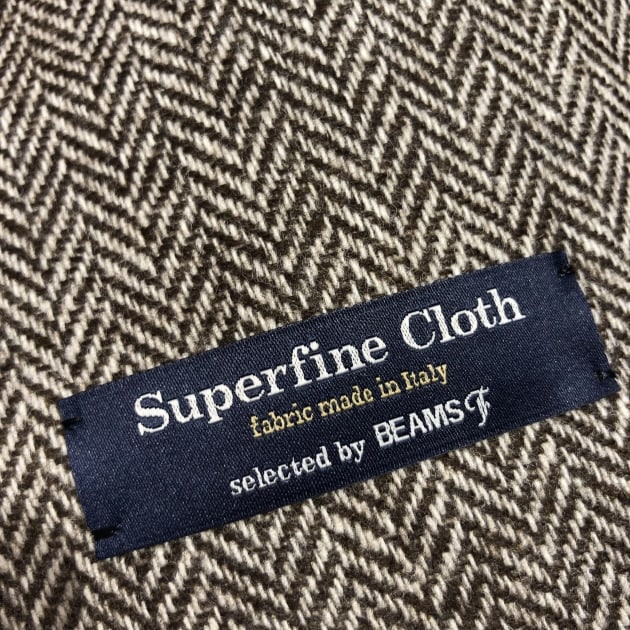 Superfine Cloth
fabric made in Italy
selected by BEAMS F